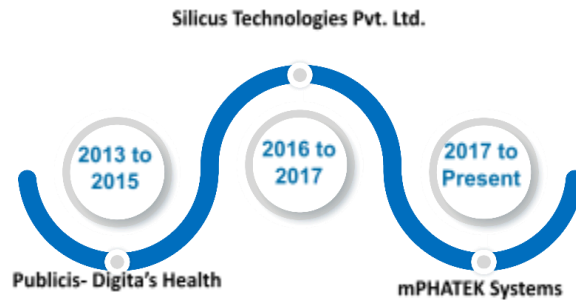 Silicus Technologies Pvt. Ltd.
2013 to
2015
2016 to
2017
2017 to
Present
Publicis- Digita's Health
mPHATEK Systems